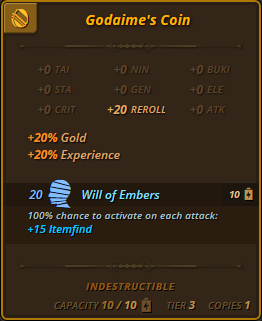 Godaime's Coin
+0 TAI +0 NIN +0 BUKI
+0 STA +0 GEN +0 ELE
+0 CRIT +20 REROLL +0 ATK
+20% Gold
+20% Experience
20 Will of Embers 10
100% chance to activate on each attack:
+15 Itemfind
INDESTRUCTIBLE
CAPACITY 10 / 10 TIER 3 COPIES 1